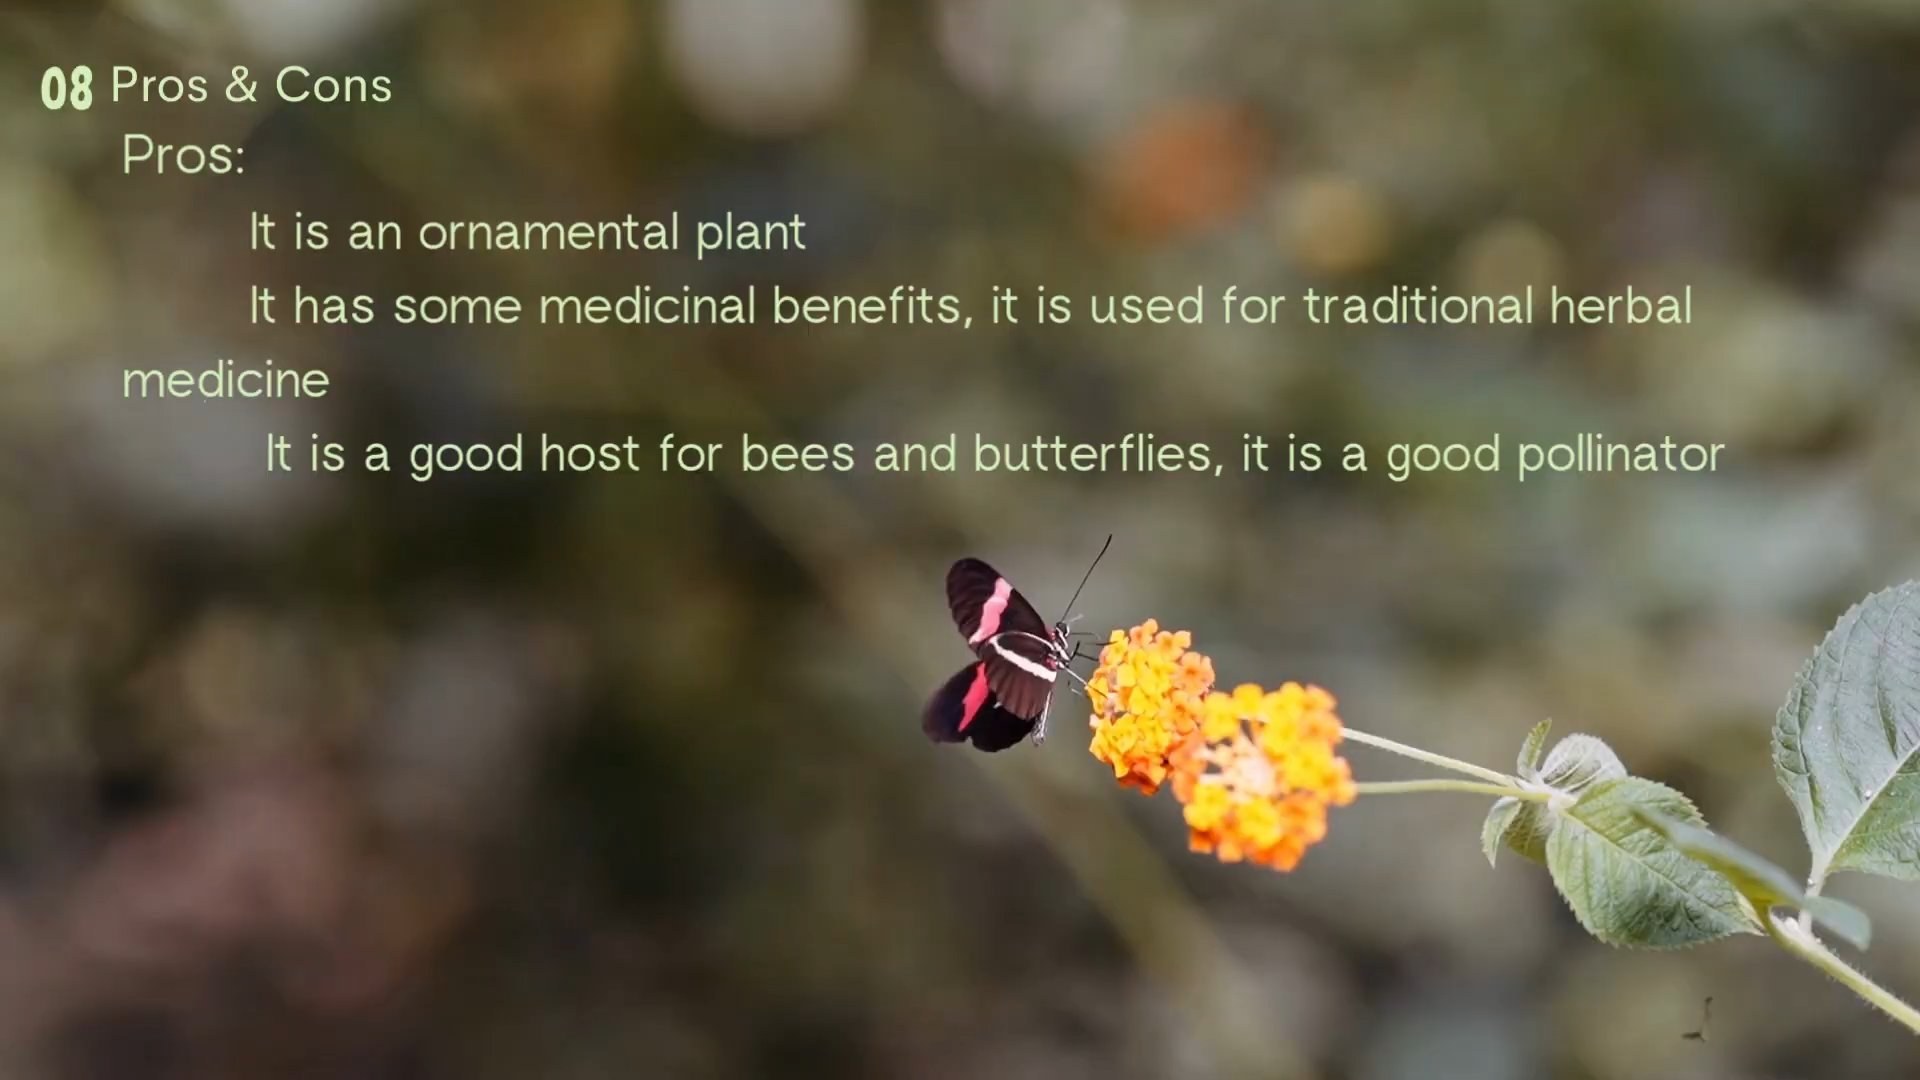 08 Pros & Cons
Pros:
It is an ornamental plant
It has some medicinal benefits, it is used for traditional herbal
medicine
It is a good host for bees and butterflies, it is a good pollinator